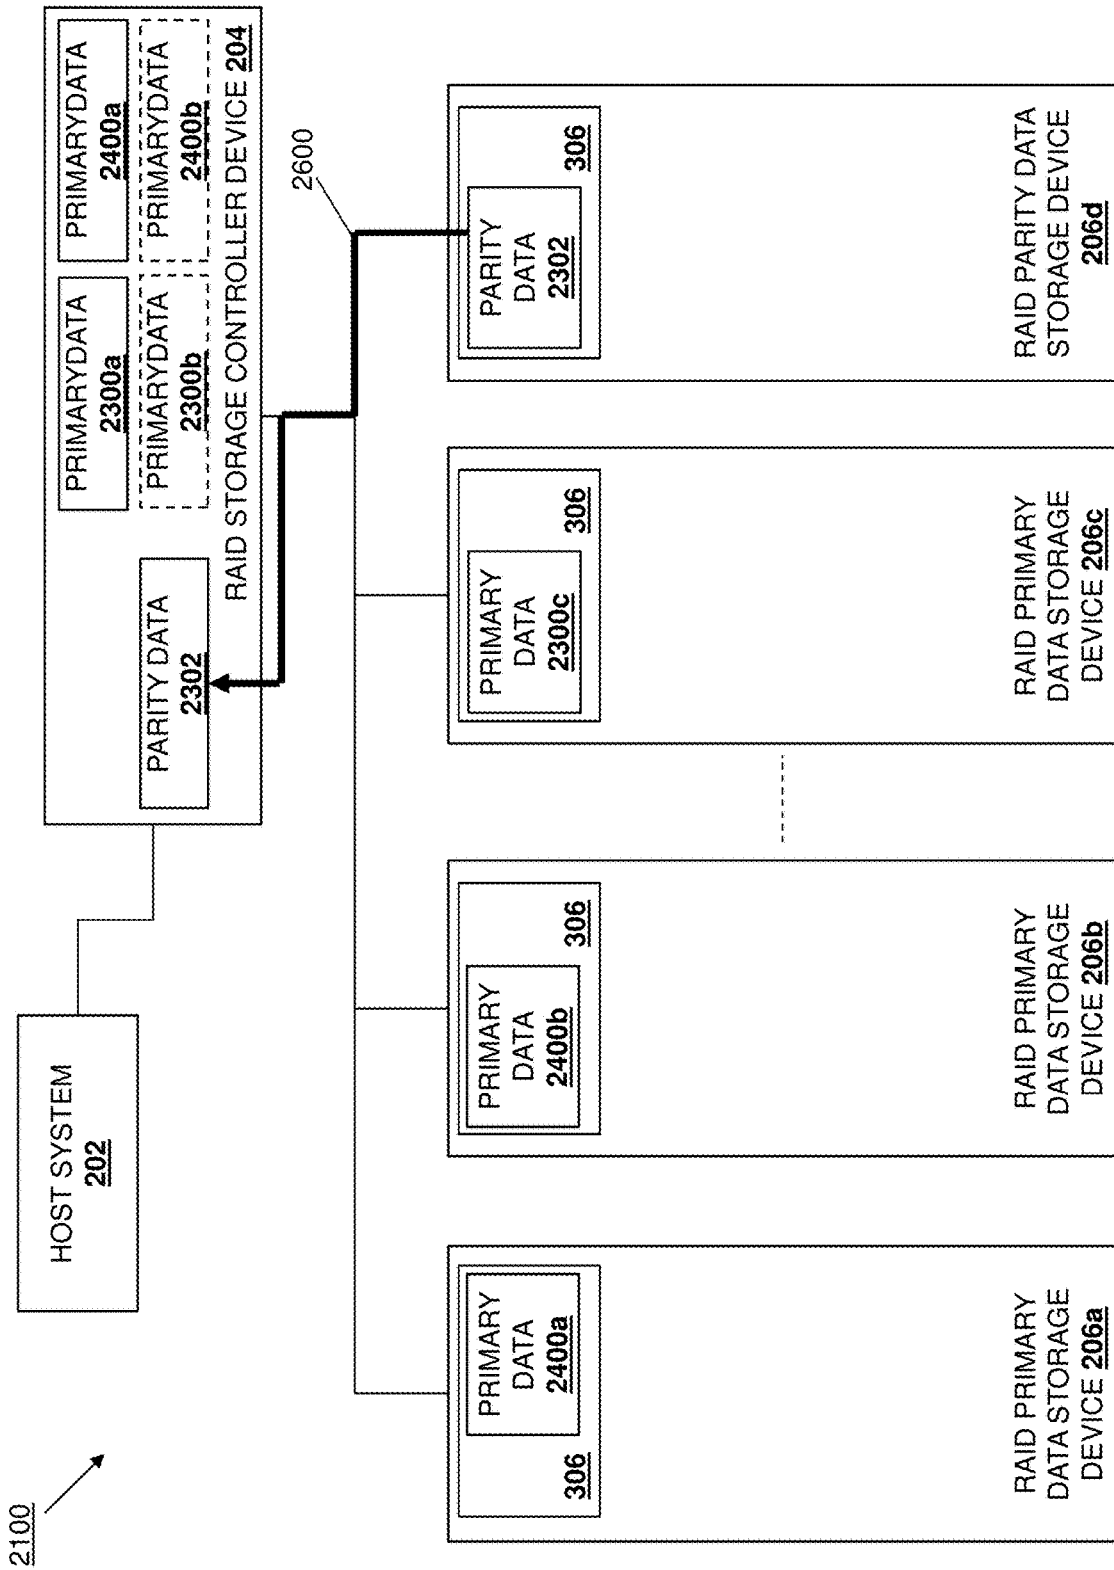 2100
HOST SYSTEM
202
PARITY DATA
2302
PRIMARYDATA
2300a
PRIMARYDATA
2400a
PRIMARYDATA
2300b
PRIMARYDATA
2400b
RAID STORAGE CONTROLLER DEVICE 204
2600
306
PRIMARY
DATA
2400a
RAID PRIMARY
DATA STORAGE
DEVICE 206a
PRIMARY
DATA
2400b
306
RAID PRIMARY
DATA STORAGE
DEVICE 206b
PRIMARY
DATA
2300c
306
RAID PRIMARY
DATA STORAGE
DEVICE 206c
PARITY
DATA
2302
306
RAID PARITY DATA
STORAGE DEVICE
206d